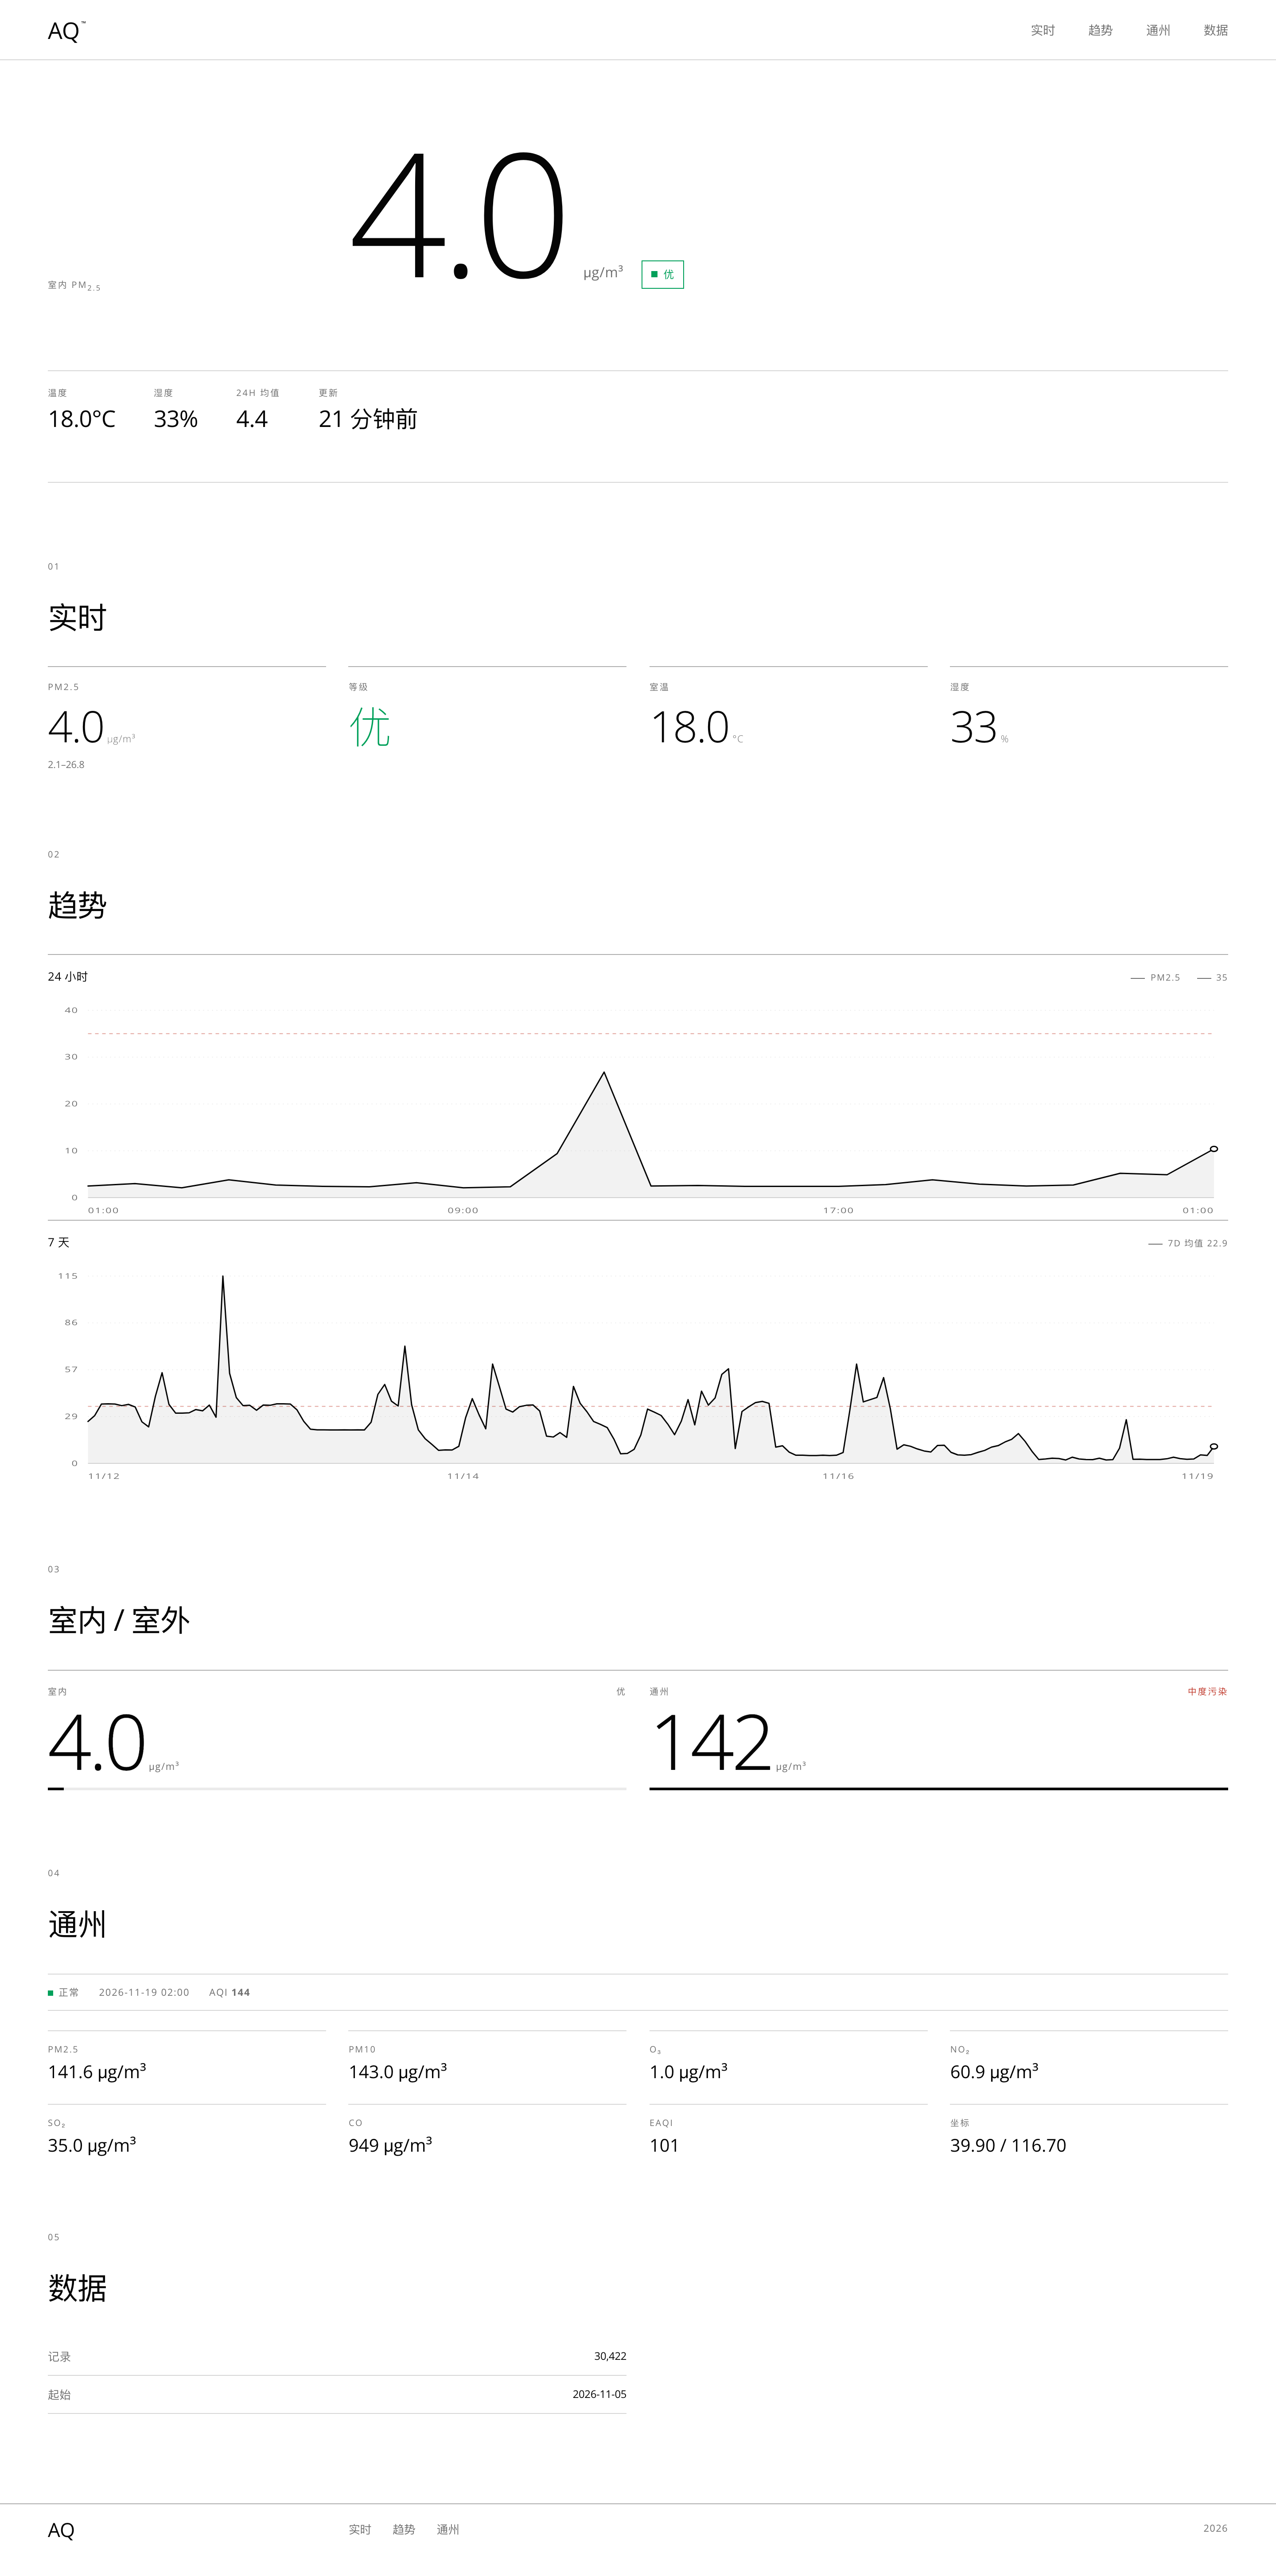 AQ™
实时 趋势 通州 数据
4.0 µg/m³ 优
室内 PM2.5
温度 湿度 24H 均值 更新
18.0°C 33% 4.4 21 分钟前
01
实时
PM2.5 等级 室温 湿度
4.0 µg/m³ 优 18.0 °C 33 %
2.1–26.8
02
趋势
24 小时 PM2.5 35
40
30
20
10
0
01:00 09:00 17:00 01:00
7 天 7D 均值 22.9
115
86
57
29
0
11/12 11/14 11/16 11/19
03
室内 / 室外
室内 优 通州 中度污染
4.0 µg/m³ 142 µg/m³
04
通州
正常 2026-11-19 02:00 AQI 144
PM2.5 PM10 O₃ NO₂
141.6 µg/m³ 143.0 µg/m³ 1.0 µg/m³ 60.9 µg/m³
SO₂ CO EAQI 坐标
35.0 µg/m³ 949 µg/m³ 101 39.90 / 116.70
05
数据
记录 30,422
起始 2026-11-05
AQ 实时 趋势 通州 2026